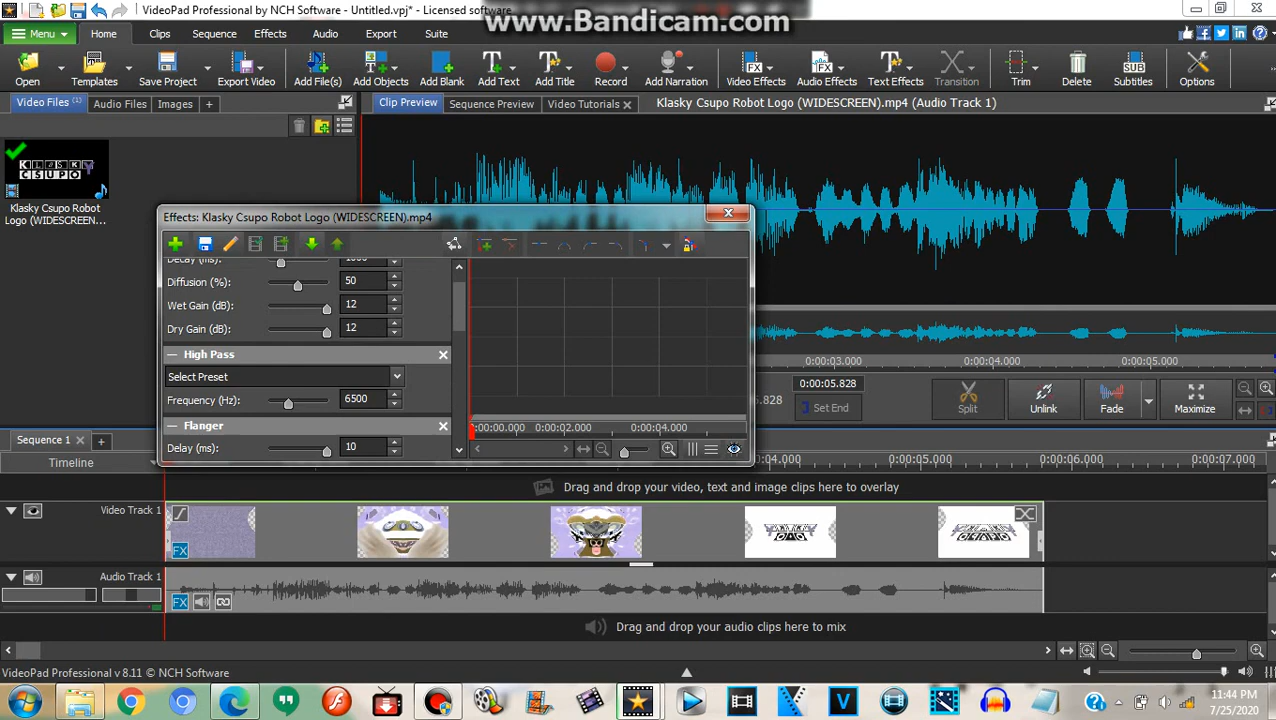 VideoPad Professional by NCH Software - Untitled.vpj* - Licensed software
www.Bandicam.com
Menu Home Clips Sequence Effects Audio Export Suite
Open Templates Save Project Export Video Add File(s) Add Objects Add Blank Add Text Add Title Record Add Narration Video Effects Audio Effects Text Effects Transition Trim Delete Subtitles Options
Video Files (1) Audio Files Images +
Clip Preview Sequence Preview Video Tutorials Klasky Csupo Robot Logo (WIDESCREEN).mp4 (Audio Track 1)
KLASKY
CSUPO
Klasky Csupo Robot
Logo (WIDESCREEN...
Effects: Klasky Csupo Robot Logo (WIDESCREEN).mp4
Decay (ms): 1000
Diffusion (%) 50
Wet Gain (dB): 12
Dry Gain (dB): 12
High Pass
Select Preset
Frequency (Hz): 6500
Flanger
Delay (ms): 10
:00:00.000 0:00:02.000 0:00:04.000
0:00:03.000 0:00:04.000 0:00:05.000
0:00:05.828
5.828
Set End
Split Unlink Fade Maximize
Sequence 1 +
Timeline
04.000 0:00:05.000 0:00:06.000 0:00:07.0
Drag and drop your video, text and image clips here to overlay
Video Track 1
FX
Audio Track 1
FX
Drag and drop your audio clips here to mix
VideoPad Professional v 8.11 © NCH Software
11:44 PM
7/25/2020